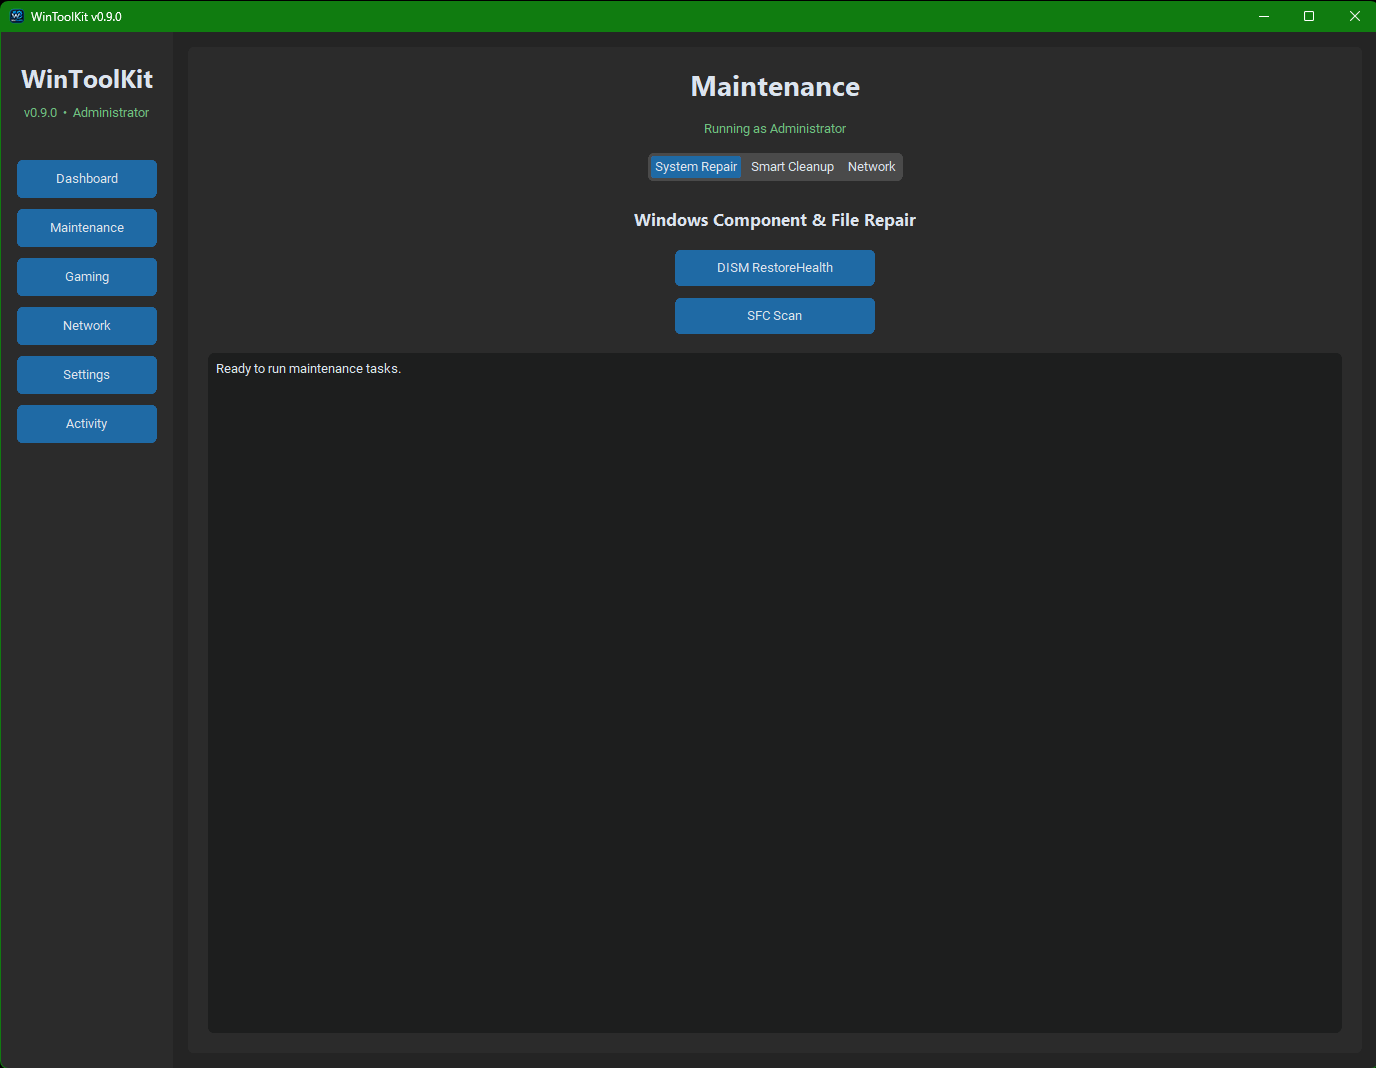 WinToolKit v0.9.0
WinToolKit
v0.9.0 • Administrator
Dashboard
Maintenance
Gaming
Network
Settings
Activity
Maintenance
Running as Administrator
System Repair Smart Cleanup Network
Windows Component & File Repair
DISM RestoreHealth
SFC Scan
Ready to run maintenance tasks.